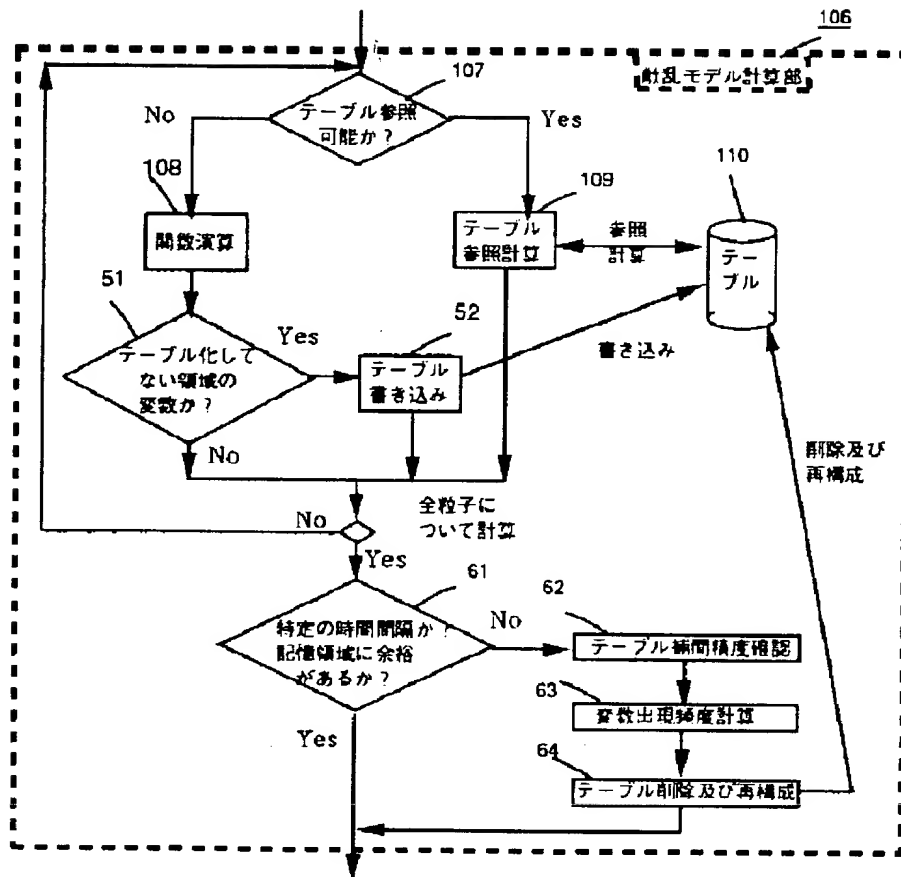 106
散乱モデル計算部
107
テーブル参照
可能か？
No
Yes
108
関数演算
109
テーブル
参照計算
参照
計算
110
テー
ブル
51
テーブル化して
ない領域の
変数か？
Yes
No
52
テーブル
書き込み
書き込み
削除及び
再構成
全粒子に
ついて計算
No
Yes
61
特定の時間間隔か？
記憶領域に余裕
があるか？
No
Yes
62
テーブル補間精度確認
63
変数出現頻度計算
64
テーブル削除及び再構成